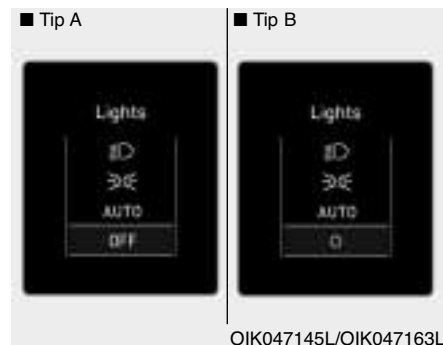 ■ Tip A
Lights
AUTO
OFF
■ Tip B
Lights
AUTO
O
OIK047145L/OIK047163L